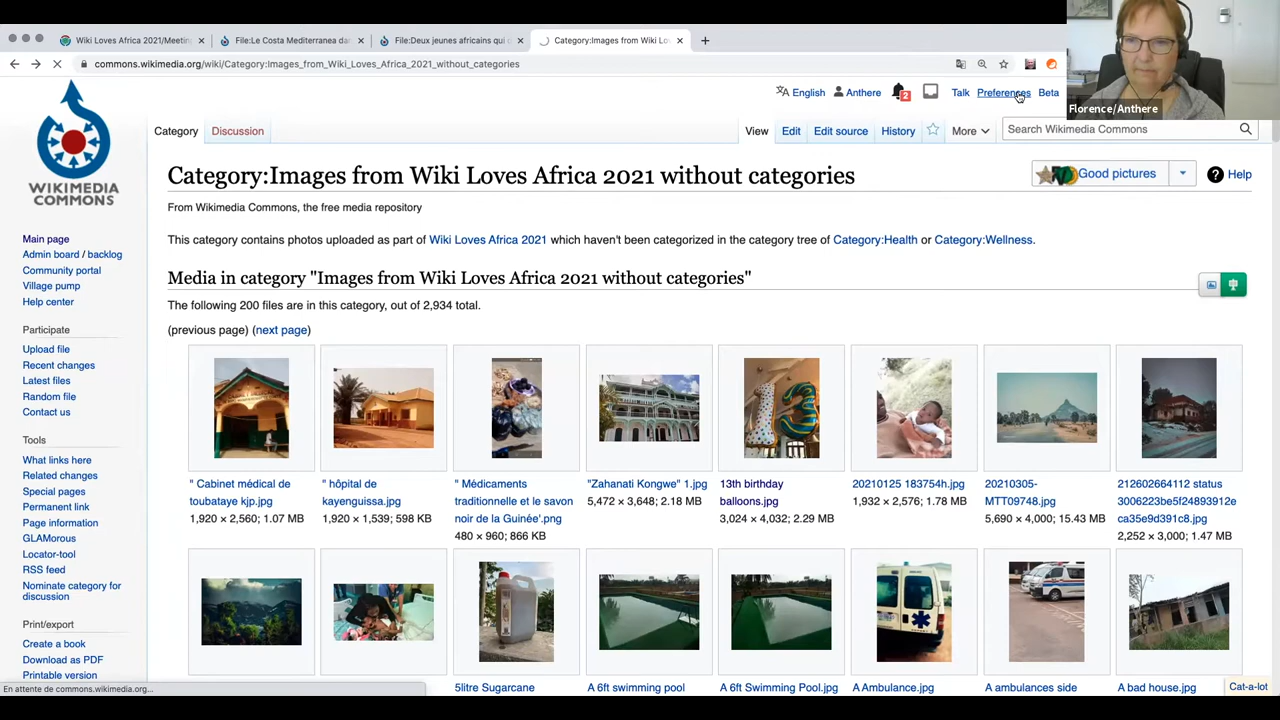 Wiki Loves Africa 2021/Meetin
File:Le Costa Mediterranea da
File:Deux jeunes africains qui
Category:Images from Wiki Lo
commons.wikimedia.org/wiki/Category:Images_from_Wiki_Loves_Africa_2021_without_categories
English Anthere 2 Talk Preferences Beta
Florence/Anthere
Category Discussion View Edit Edit source History More Search Wikimedia Commons
WIKIMEDIA
COMMONS
Category:Images from Wiki Loves Africa 2021 without categories
Good pictures
Help
From Wikimedia Commons, the free media repository
This category contains photos uploaded as part of Wiki Loves Africa 2021 which haven't been categorized in the category tree of Category:Health or Category:Wellness.
Media in category "Images from Wiki Loves Africa 2021 without categories"
The following 200 files are in this category, out of 2,934 total.
(previous page) (next page)
Main page
Admin board / backlog
Community portal
Village pump
Help center
Participate
Upload file
Recent changes
Latest files
Random file
Contact us
Tools
What links here
Related changes
Special pages
Permanent link
Page information
GLAMorous
Locator-tool
RSS feed
Nominate category for
discussion
Print/export
Create a book
Download as PDF
Printable version
" Cabinet médical de
toubataye kjp.jpg
1,920 × 2,560; 1.07 MB
" hôpital de
kayenguissa.jpg
1,920 × 1,539; 598 KB
" Médicaments
traditionnelle et le savon
noir de la Guinée'.png
480 × 960; 866 KB
"Zahanati Kongwe" 1.jpg
5,472 × 3,648; 2.18 MB
13th birthday
balloons.jpg
3,024 × 4,032; 2.29 MB
20210125 183754h.jpg
1,932 × 2,576; 1.78 MB
20210305-
MTT09748.jpg
5,690 × 4,000; 15.43 MB
212602664112 status
3006223be5f24893912e
ca35e9d391c8.jpg
2,252 × 3,000; 1.47 MB
5litre Sugarcane
A 6ft swimming pool
A 6ft Swimming Pool.jpg
A Ambulance.jpg
A ambulances side
A bad house.jpg
En attente de commons.wikimedia.org...
Cat-a-lot